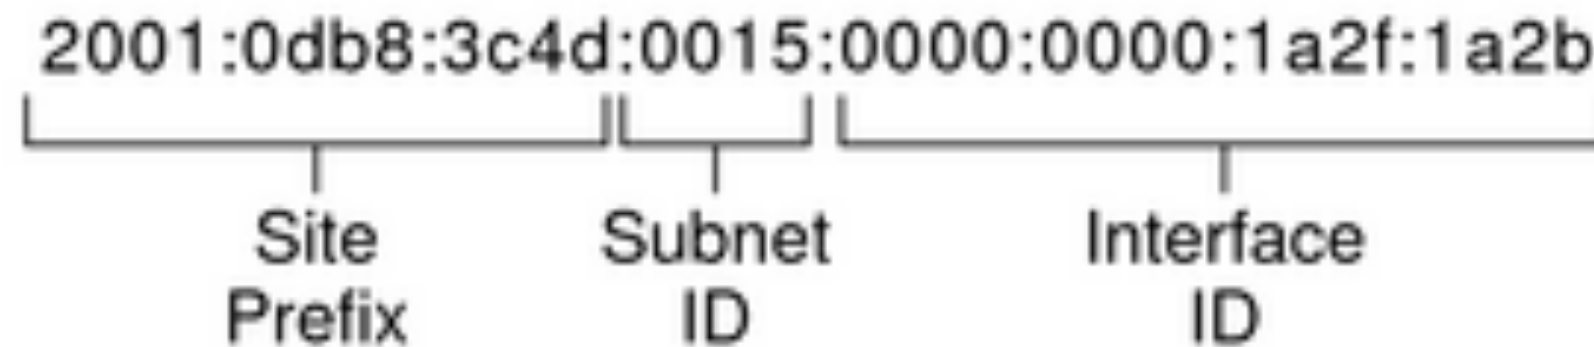 2001:0db8:3c4d:0015:0000:0000:1a2f:1a2b
Site Prefix
Subnet ID
Interface ID